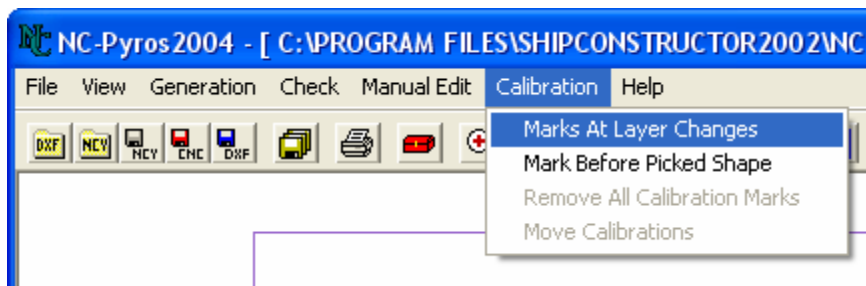 NC-Pyros2004 - [ C:\PROGRAM FILES\SHIPCONSTRUCTOR2002\NC
File View Generation Check Manual Edit Calibration Help
DXF NCY NCY CNC DXF
Marks At Layer Changes
Mark Before Picked Shape
Remove All Calibration Marks
Move Calibrations